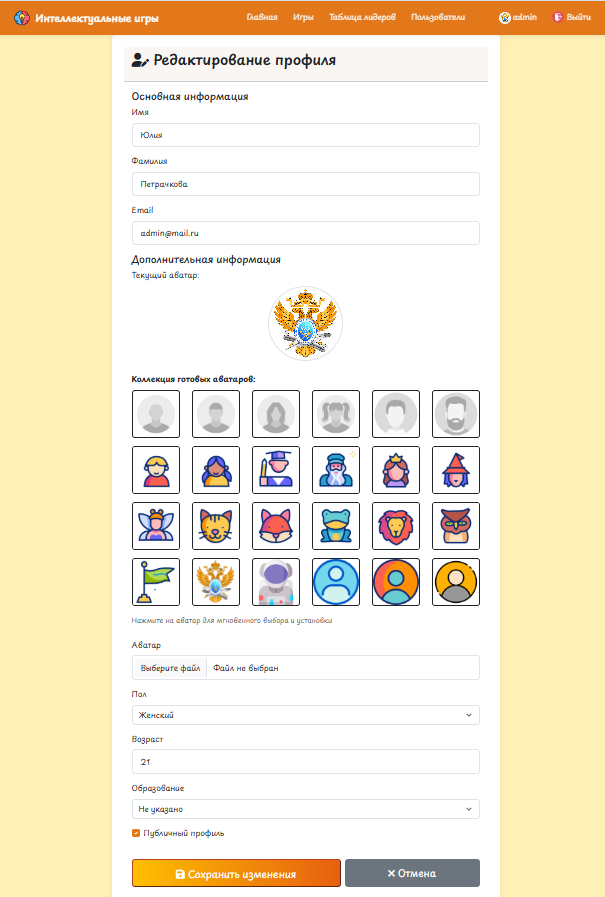 Интеллектуальные игры Главная Игры Таблица лидеров Пользователи admin Выйти
Редактирование профиля
Основная информация
Имя
Юлия
Фамилия
Петрачкова
Email
admin@mail.ru
Дополнительная информация
Текущий аватар:
Коллекция готовых аватаров:
Нажмите на аватар для мгновенного выбора и установки
Аватар
Выберите файл Файл не выбран
Пол
Женский
Возраст
21
Образование
Не указано
Публичный профиль
Сохранить изменения Отмена